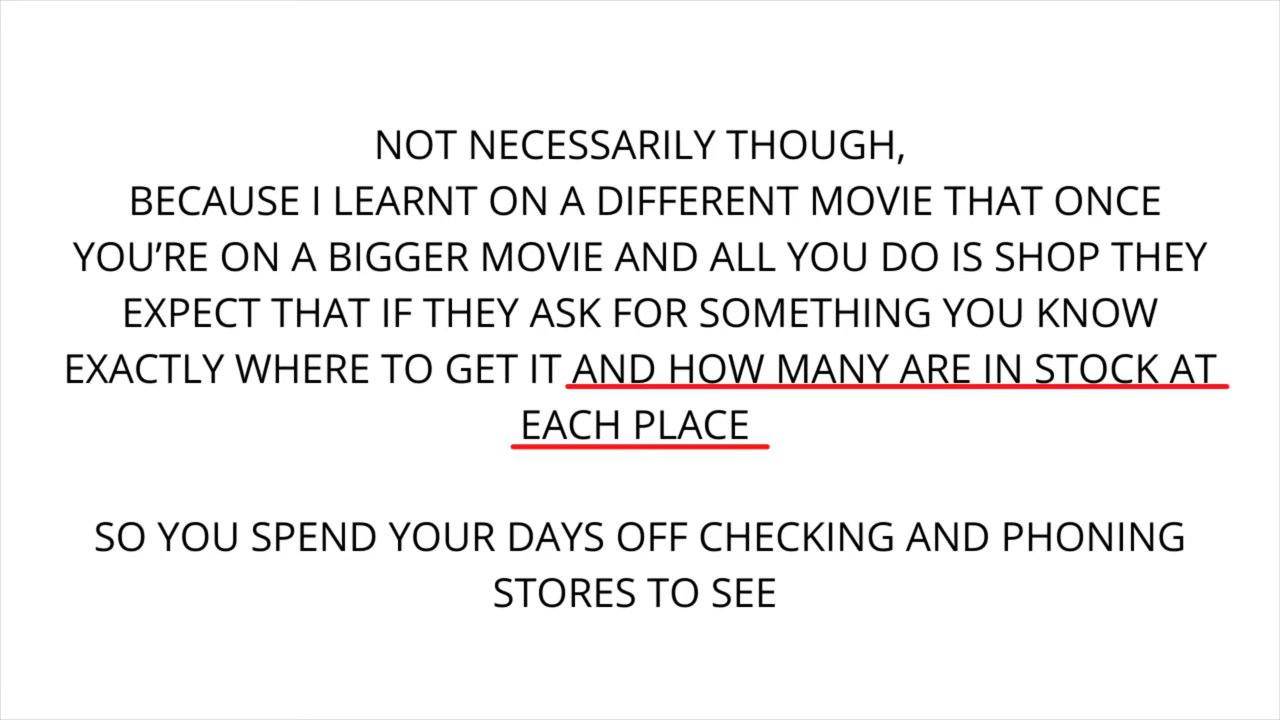 NOT NECESSARILY THOUGH,
BECAUSE I LEARNT ON A DIFFERENT MOVIE THAT ONCE
YOU’RE ON A BIGGER MOVIE AND ALL YOU DO IS SHOP THEY
EXPECT THAT IF THEY ASK FOR SOMETHING YOU KNOW
EXACTLY WHERE TO GET IT AND HOW MANY ARE IN STOCK AT
EACH PLACE
SO YOU SPEND YOUR DAYS OFF CHECKING AND PHONING
STORES TO SEE